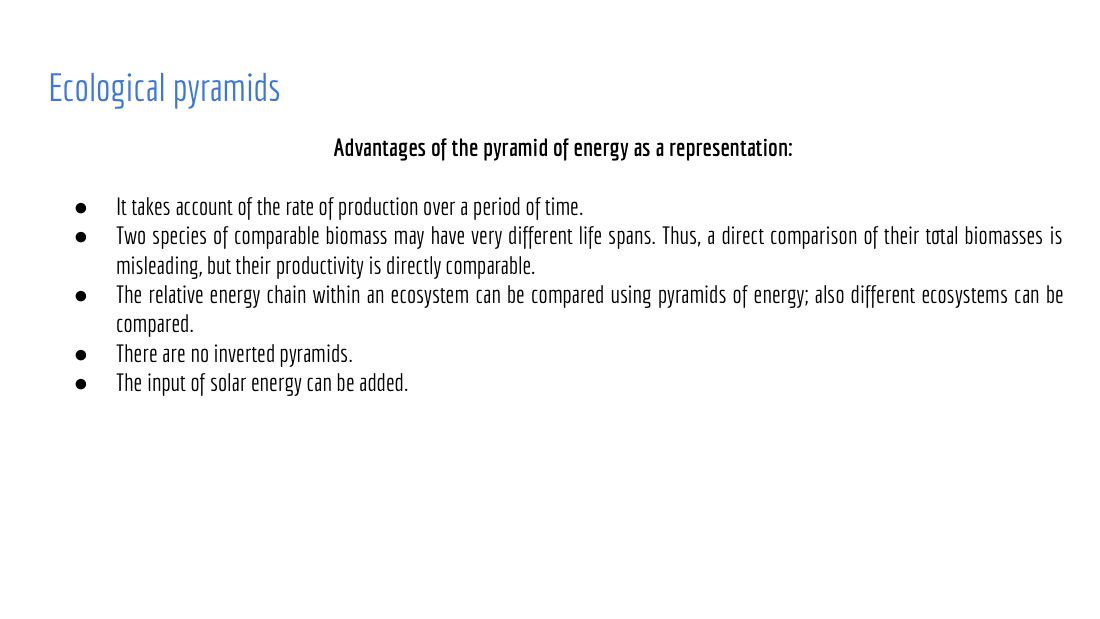 Ecological pyramids
Advantages of the pyramid of energy as a representation:
● It takes account of the rate of production over a period of time.
● Two species of comparable biomass may have very different life spans. Thus, a direct comparison of their total biomasses is
misleading, but their productivity is directly comparable.
● The relative energy chain within an ecosystem can be compared using pyramids of energy; also different ecosystems can be
compared.
● There are no inverted pyramids.
● The input of solar energy can be added.